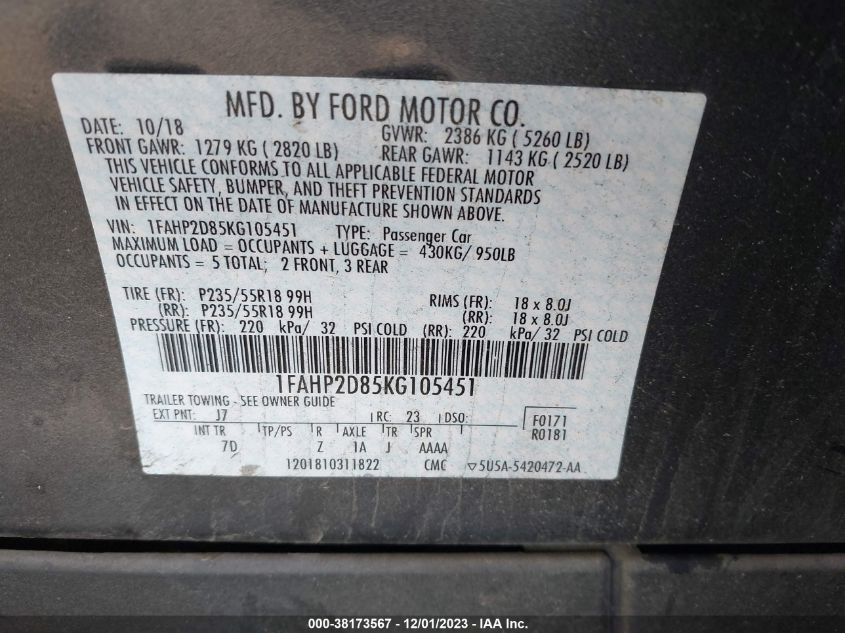 MFD. BY FORD MOTOR CO.
DATE: 10/18 GVWR: 2386 KG ( 5260 LB)
FRONT GAWR: 1279 KG ( 2820 LB) REAR GAWR: 1143 KG ( 2520 LB)
THIS VEHICLE CONFORMS TO ALL APPLICABLE FEDERAL MOTOR
VEHICLE SAFETY, BUMPER, AND THEFT PREVENTION STANDARDS
IN EFFECT ON THE DATE OF MANUFACTURE SHOWN ABOVE.
VIN: 1FAHP2D85KG105451 TYPE: Passenger Car
MAXIMUM LOAD = OCCUPANTS + LUGGAGE = 430KG/ 950LB
OCCUPANTS = 5 TOTAL; 2 FRONT, 3 REAR
TIRE (FR): P235/55R18 99H RIMS (FR): 18 x 8.0J
(RR): P235/55R18 99H (RR): 18 x 8.0J
PRESSURE (FR): 220 kPa/ 32 PSI COLD (RR): 220 kPa/ 32 PSI COLD
1FAHP2D85KG105451
TRAILER TOWING - SEE OWNER GUIDE
EXT PNT: J7 RC: 23 DSO: F0171
INT TR TP/PS R AXLE TR SPR R0181
7D Z 1A J AAAA
1201810311822 CMC ▽5U5A-5420472-AA
000-38173567 - 12/01/2023 - IAA Inc.